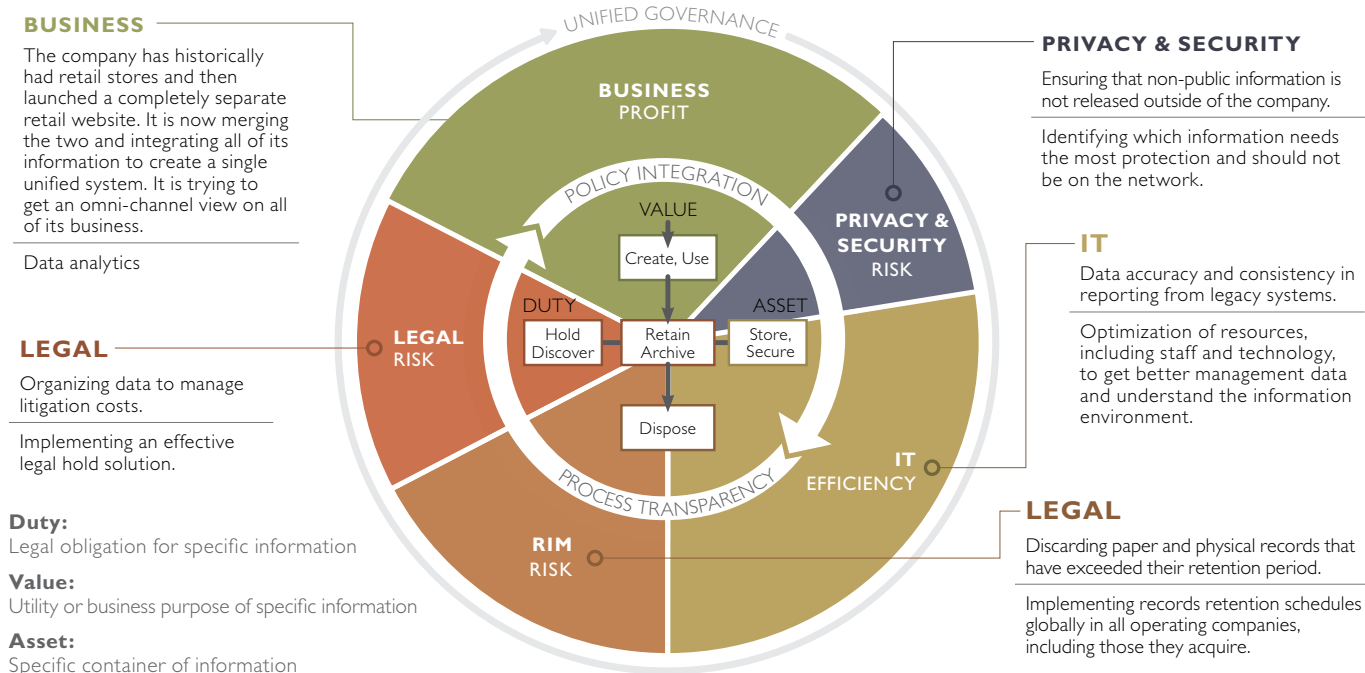 BUSINESS
The company has historically
had retail stores and then
launched a completely separate
retail website. It is now merging
the two and integrating all of its
information to create a single
unified system. It is trying to
get an omni-channel view on all
of its business.
Data analytics
LEGAL
Organizing data to manage
litigation costs.
Implementing an effective
legal hold solution.
Duty:
Legal obligation for specific information
Value:
Utility or business purpose of specific information
Asset:
Specific container of information
UNIFIED GOVERNANCE
BUSINESS
PROFIT
POLICY INTEGRATION
VALUE
Create, Use
DUTY
ASSET
Hold
Discover
Retain
Archive
Store,
Secure
Dispose
PROCESS TRANSPARENCY
LEGAL
RISK
PRIVACY &
SECURITY
RISK
IT
EFFICIENCY
RIM
RISK
PRIVACY & SECURITY
Ensuring that non-public information is
not released outside of the company.
Identifying which information needs
the most protection and should not
be on the network.
IT
Data accuracy and consistency in
reporting from legacy systems.
Optimization of resources,
including staff and technology,
to get better management data
and understand the information
environment.
LEGAL
Discarding paper and physical records that
have exceeded their retention period.
Implementing records retention schedules
globally in all operating companies,
including those they acquire.